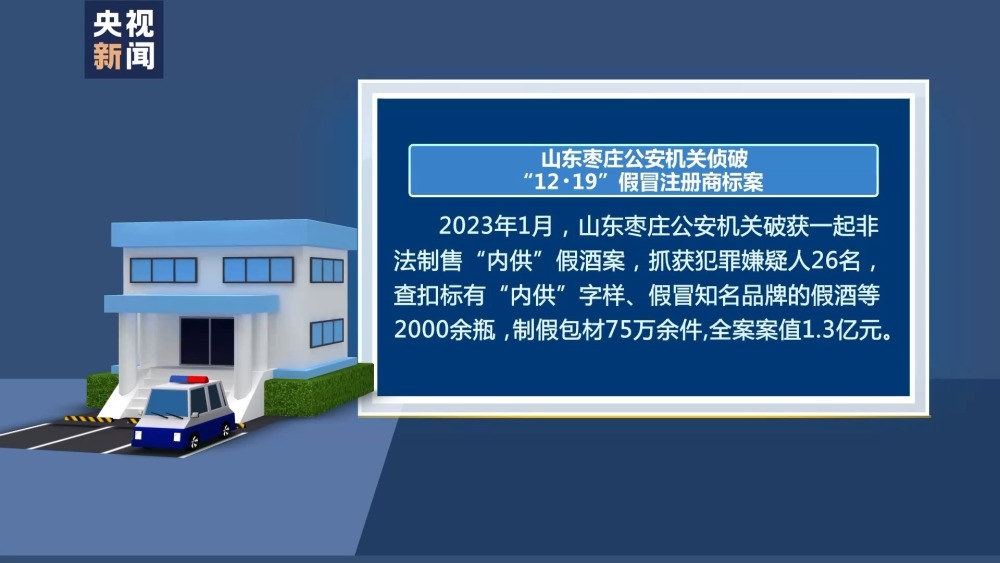 央视
新闻
山东枣庄公安机关侦破
“12·19”假冒注册商标案
2023年1月，山东枣庄公安机关破获一起非
法制售“内供”假酒案，抓获犯罪嫌疑人26名，
查扣标有“内供”字样、假冒知名品牌的假酒等
2000余瓶，制假包材75万余件,全案案值1.3亿元。